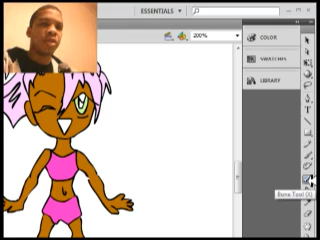 ESSENTIALS
200%
COLOR
SWATCHES
LIBRARY
T
Bone Tool (X)